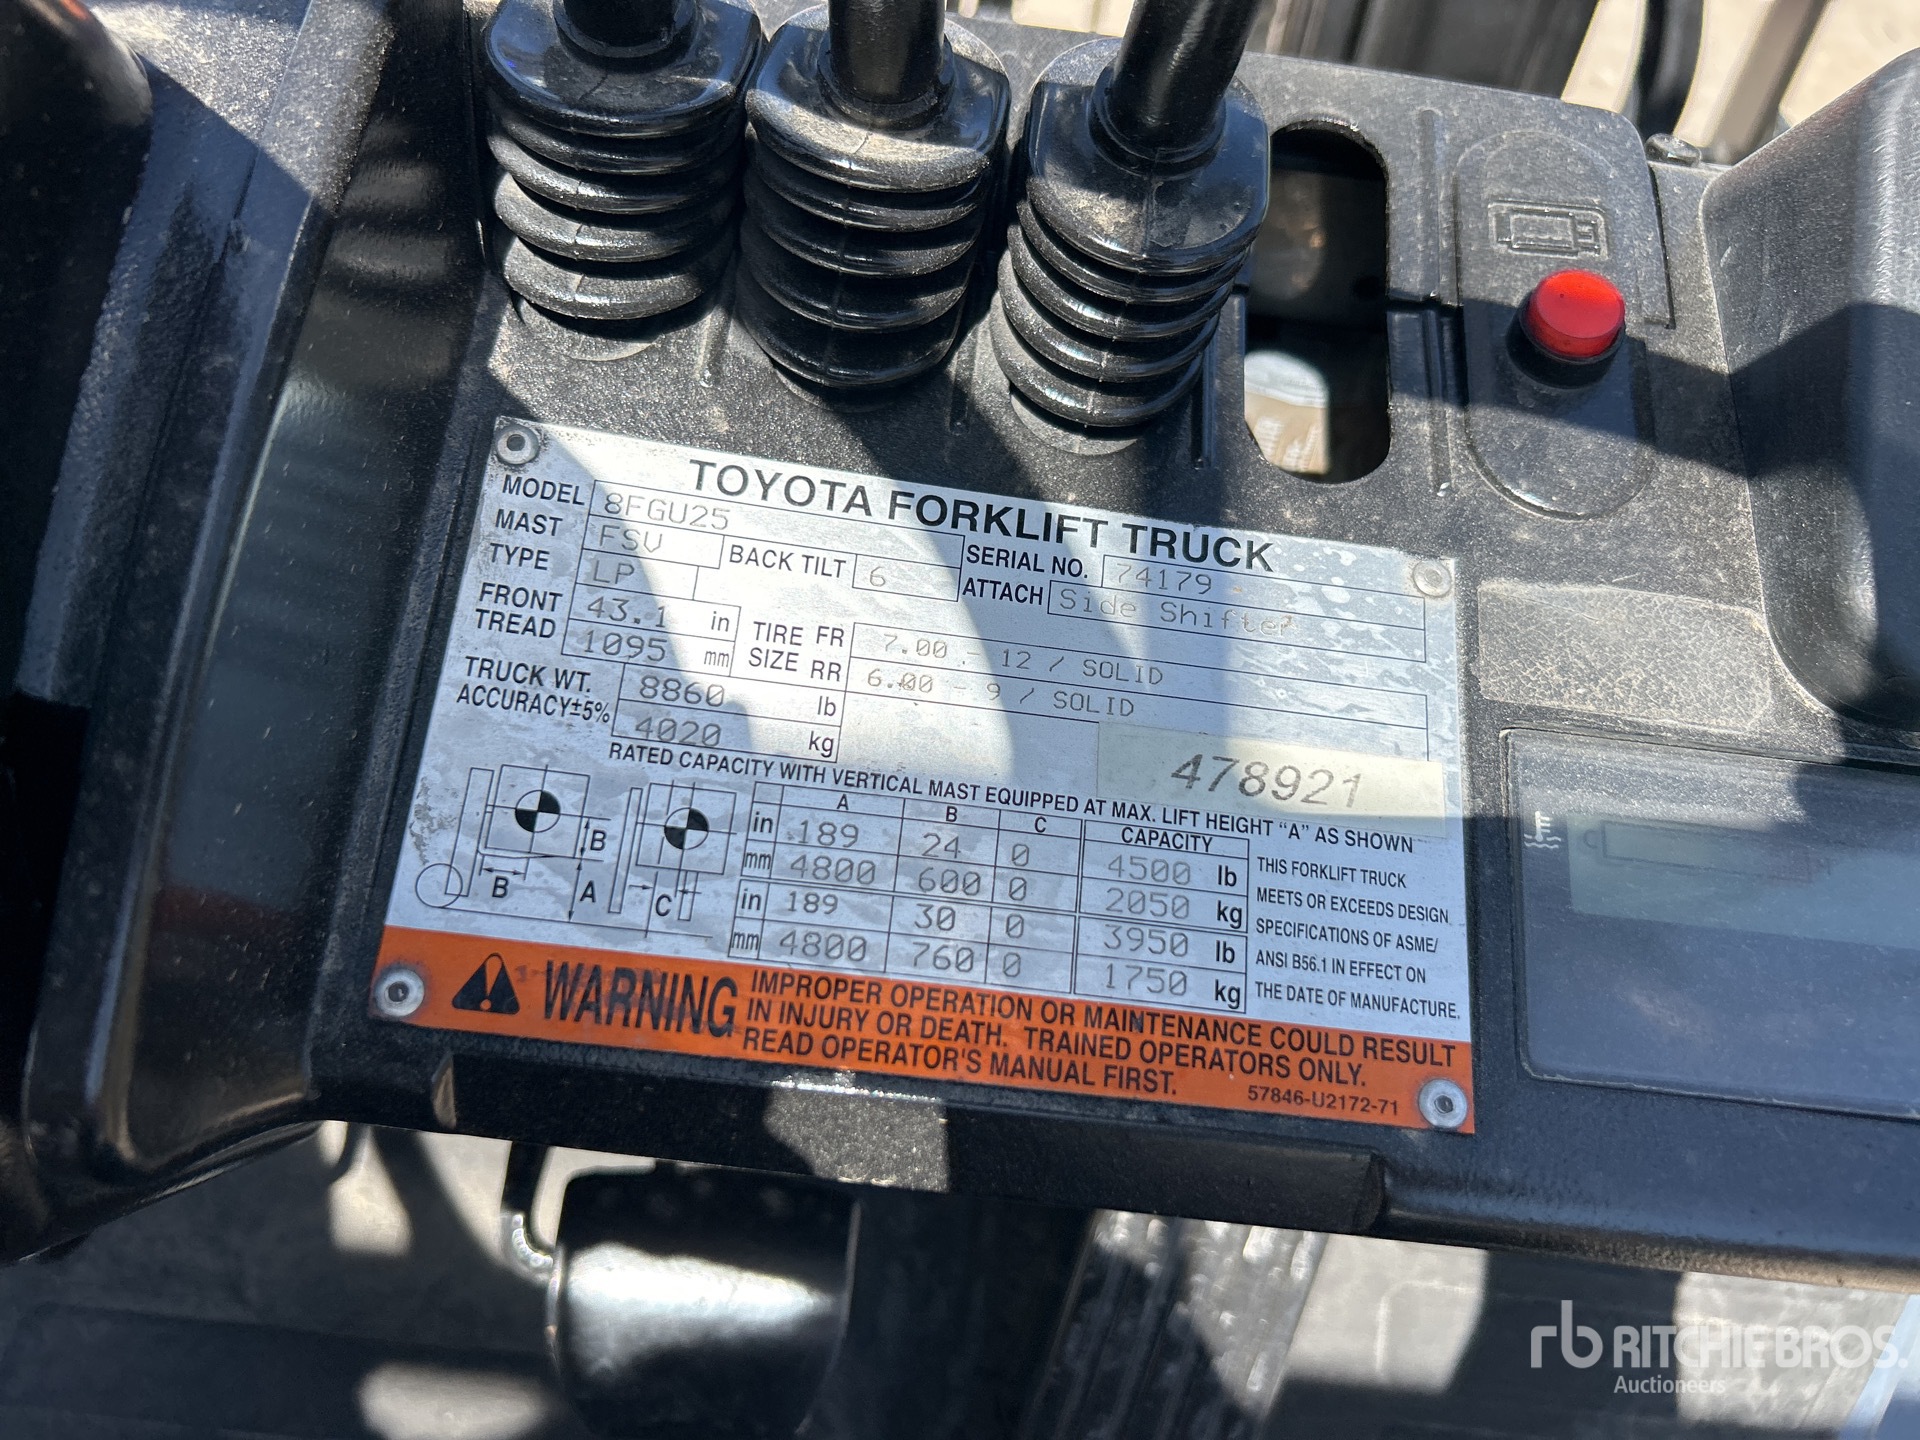 TOYOTA FORKLIFT TRUCK
MODEL 8FGU25
MAST FSV BACK TILT 6 SERIAL NO. 74179 -
TYPE LP ATTACH Side Shifter
FRONT TREAD 43.1 in TIRE SIZE FR 7.00 - 12 / SOLID
1095 mm RR 6.00 - 9 / SOLID
TRUCK WT. 8860 lb
ACCURACY±5% 4020 kg
478921
RATED CAPACITY WITH VERTICAL MAST EQUIPPED AT MAX. LIFT HEIGHT "A" AS SHOWN
A B C CAPACITY
in 189 24 0 4500 lb
mm 4800 600 0 2050 kg
in 189 30 0 3950 lb
mm 4800 760 0 1750 kg
B
B A C
THIS FORKLIFT TRUCK
MEETS OR EXCEEDS DESIGN
SPECIFICATIONS OF ASME/
ANSI B56.1 IN EFFECT ON
THE DATE OF MANUFACTURE.
WARNING
IMPROPER OPERATION OR MAINTENANCE COULD RESULT
IN INJURY OR DEATH. TRAINED OPERATORS ONLY.
READ OPERATOR'S MANUAL FIRST.
57846-U2172-71
rb RITCHIE BROS.
Auctioneers